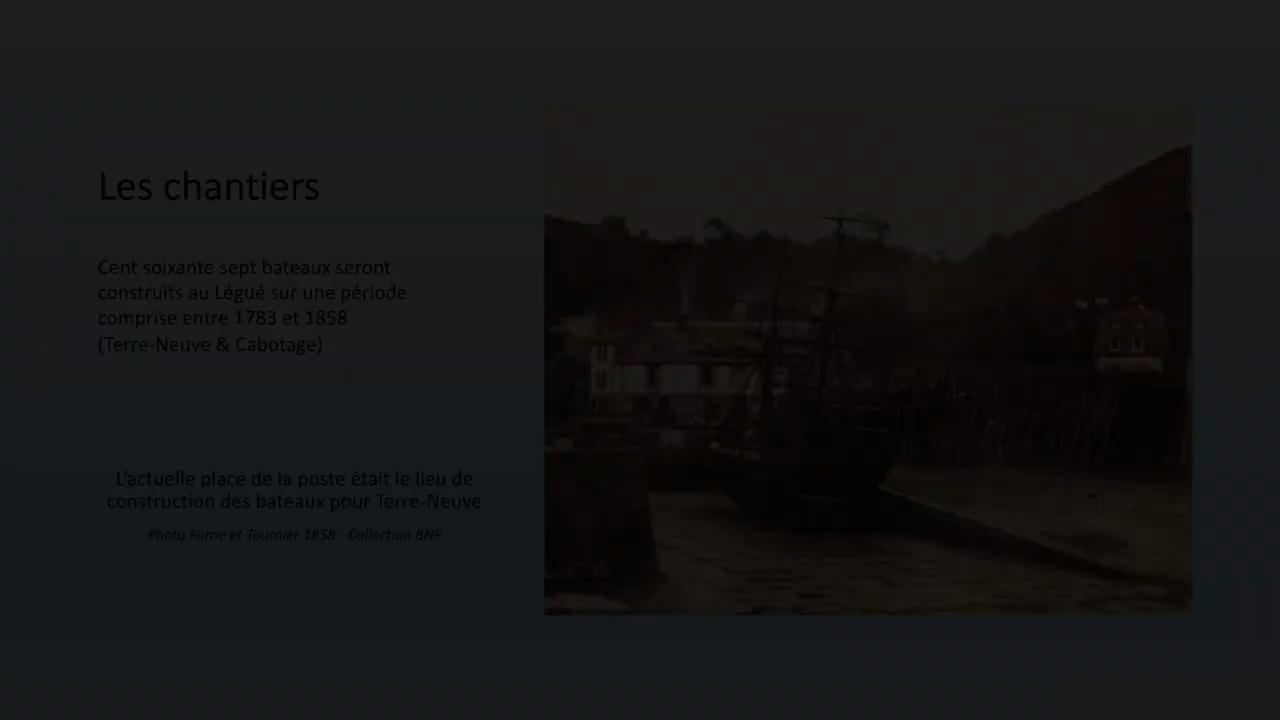 Les chantiers
Cent soixante sept bateaux seront
construits au Légué sur une période
comprise entre 1783 et 1858
(Terre-Neuve & Cabotage)
L'actuelle place de la poste était le lieu de
construction des bateaux pour Terre-Neuve
Photo Furne et Tournier 1858 - Collection BNF